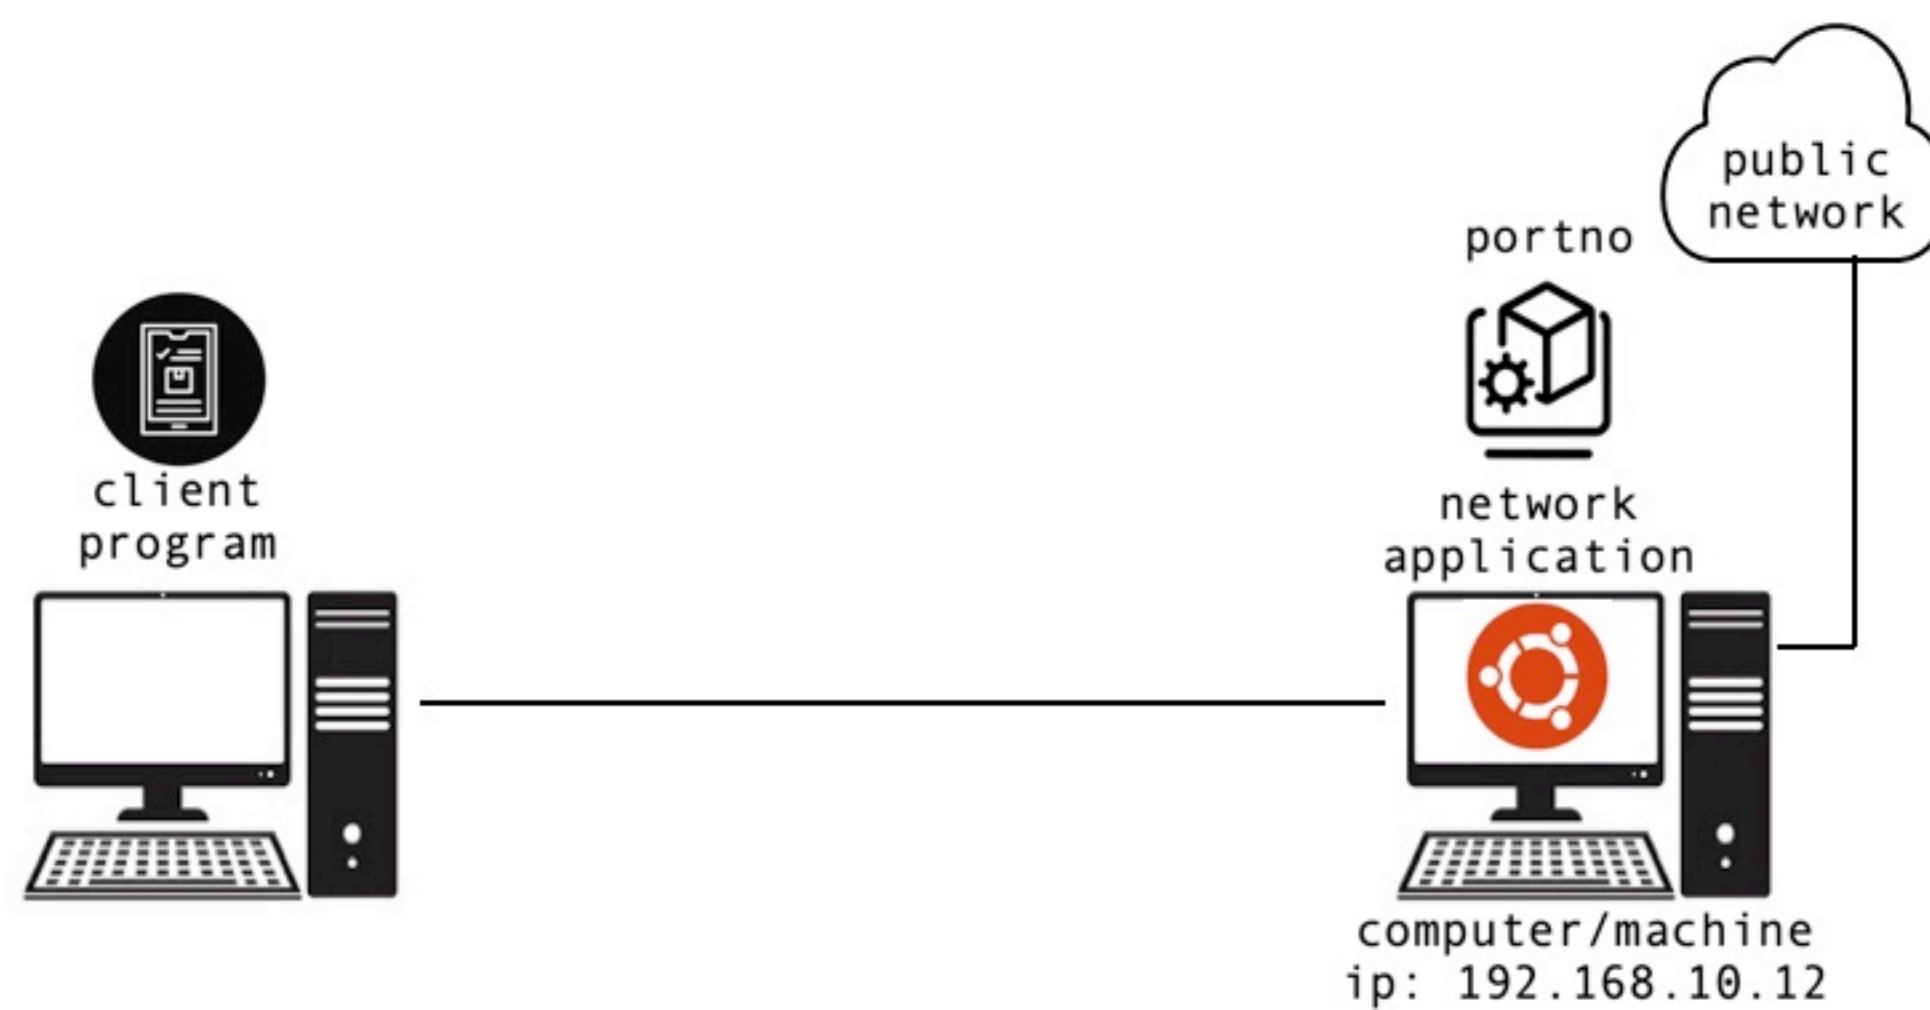 public
network
portno
client
program
network
application
computer/machine
ip: 192.168.10.12